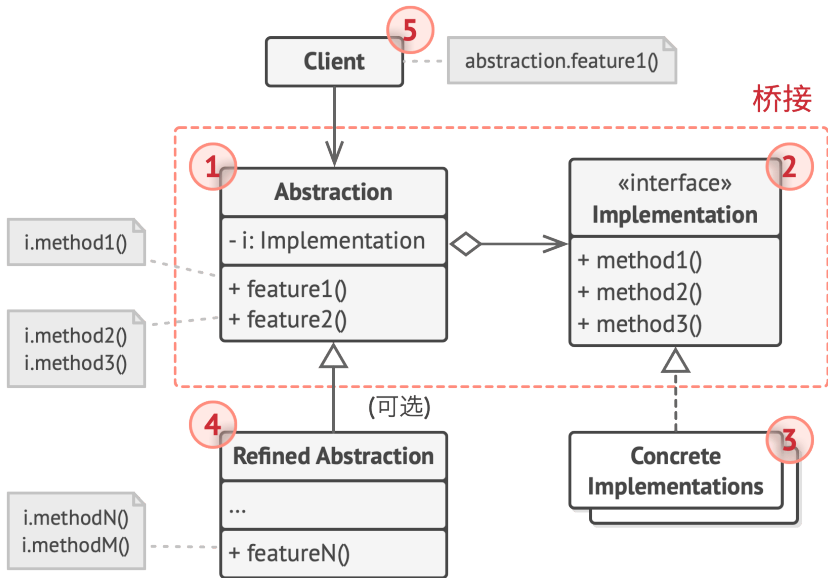 5
Client
abstraction.feature1()
桥接
1
Abstraction
- i: Implementation
+ feature1()
+ feature2()
2
«interface»
Implementation
+ method1()
+ method2()
+ method3()
i.method1()
i.method2()
i.method3()
(可选)
4
Refined Abstraction
...
+ featureN()
3
Concrete
Implementations
i.methodN()
i.methodM()